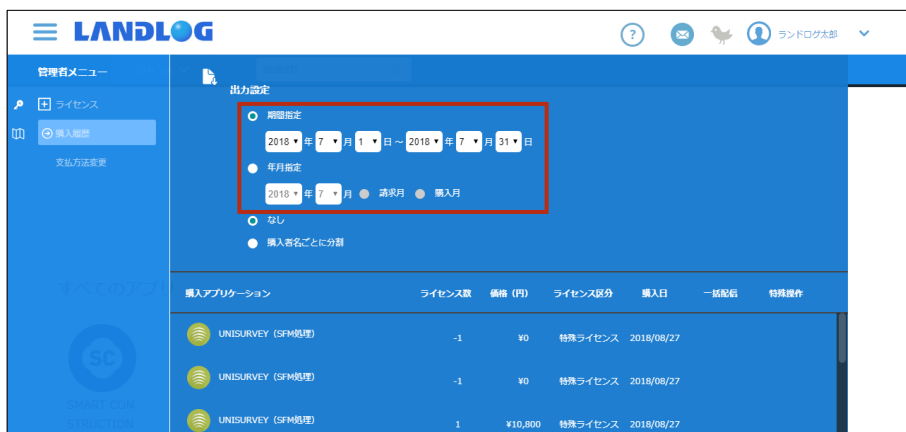 LANDLOG
? ランドログ太郎
管理者メニュー
出力設定
ライセンス
期間指定
購入履歴
2018 年 7 月 1 日 ~ 2018 年 7 月 31 日
支払方法変更
年月指定
2018 年 7 月 請求月 購入月
なし
購入者名ごとに分割
すべてのアプリ
購入アプリケーション ライセンス数 価格（円） ライセンス区分 購入日 一括配信 特殊操作
UNISURVEY（SFM処理） -1 ¥0 特殊ライセンス 2018/08/27
SC
UNISURVEY（SFM処理） -1 ¥0 特殊ライセンス 2018/08/27
SMART CON
STRUCTION
UNISURVEY（SFM処理） 1 ¥10,800 特殊ライセンス 2018/08/27